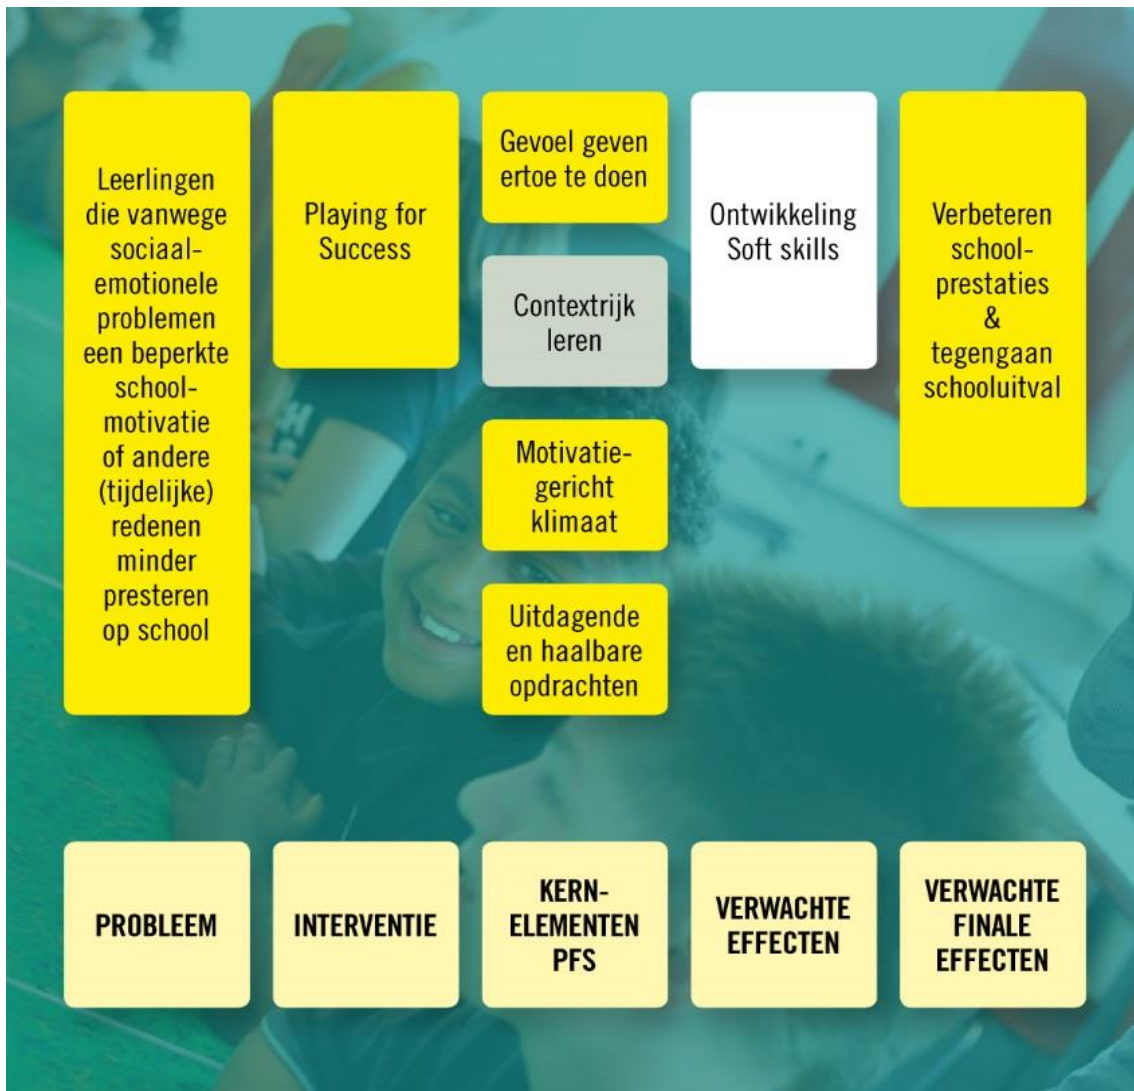 Leerlingen
die vanwege
sociaal-
emotionele
problemen
een beperkte
school-
motivatie
of andere
(tijdelijke)
redenen
minder
presteren
op school
Playing for
Success
Gevoel geven
ertoe te doen
Contextrijk
leren
Motivatie-
gericht
klimaat
Uitdagende
en haalbare
opdrachten
Ontwikkeling
Soft skills
Verbeteren
school-
prestaties
&
tegengaan
schooluitval
PROBLEEM
INTERVENTIE
KERN-
ELEMENTEN
PFS
VERWACHTE
EFFECTEN
VERWACHTE
FINALE
EFFECTEN